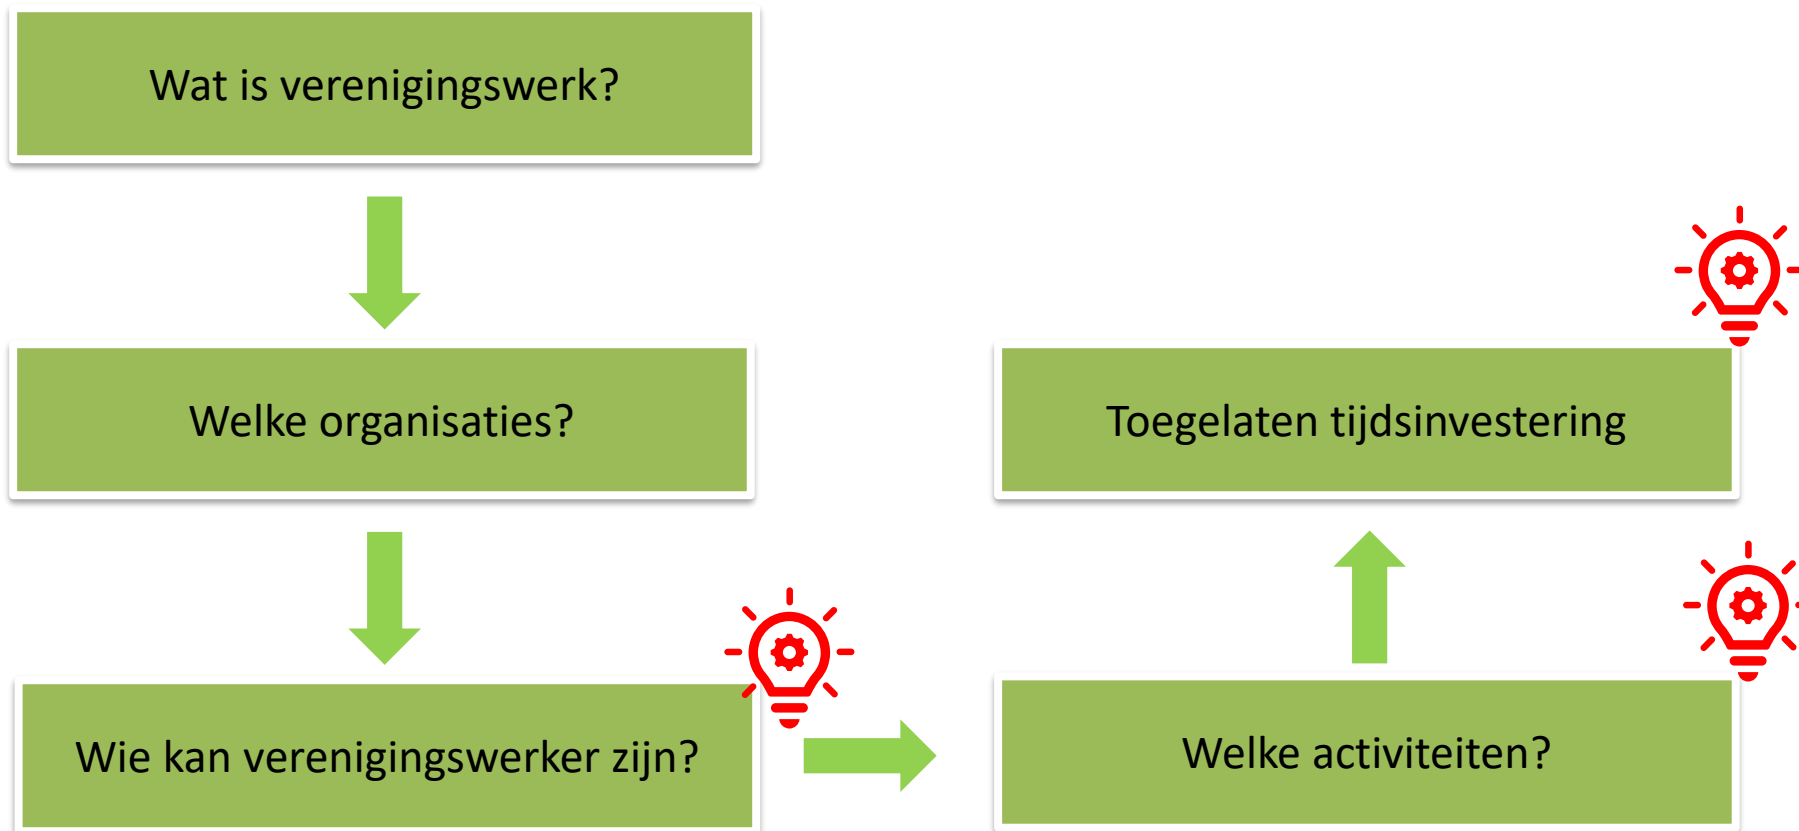 Wat is verenigingswerk?
Welke organisaties?
Wie kan verenigingswerker zijn?
Welke activiteiten?
Toegelaten tijdsinvestering